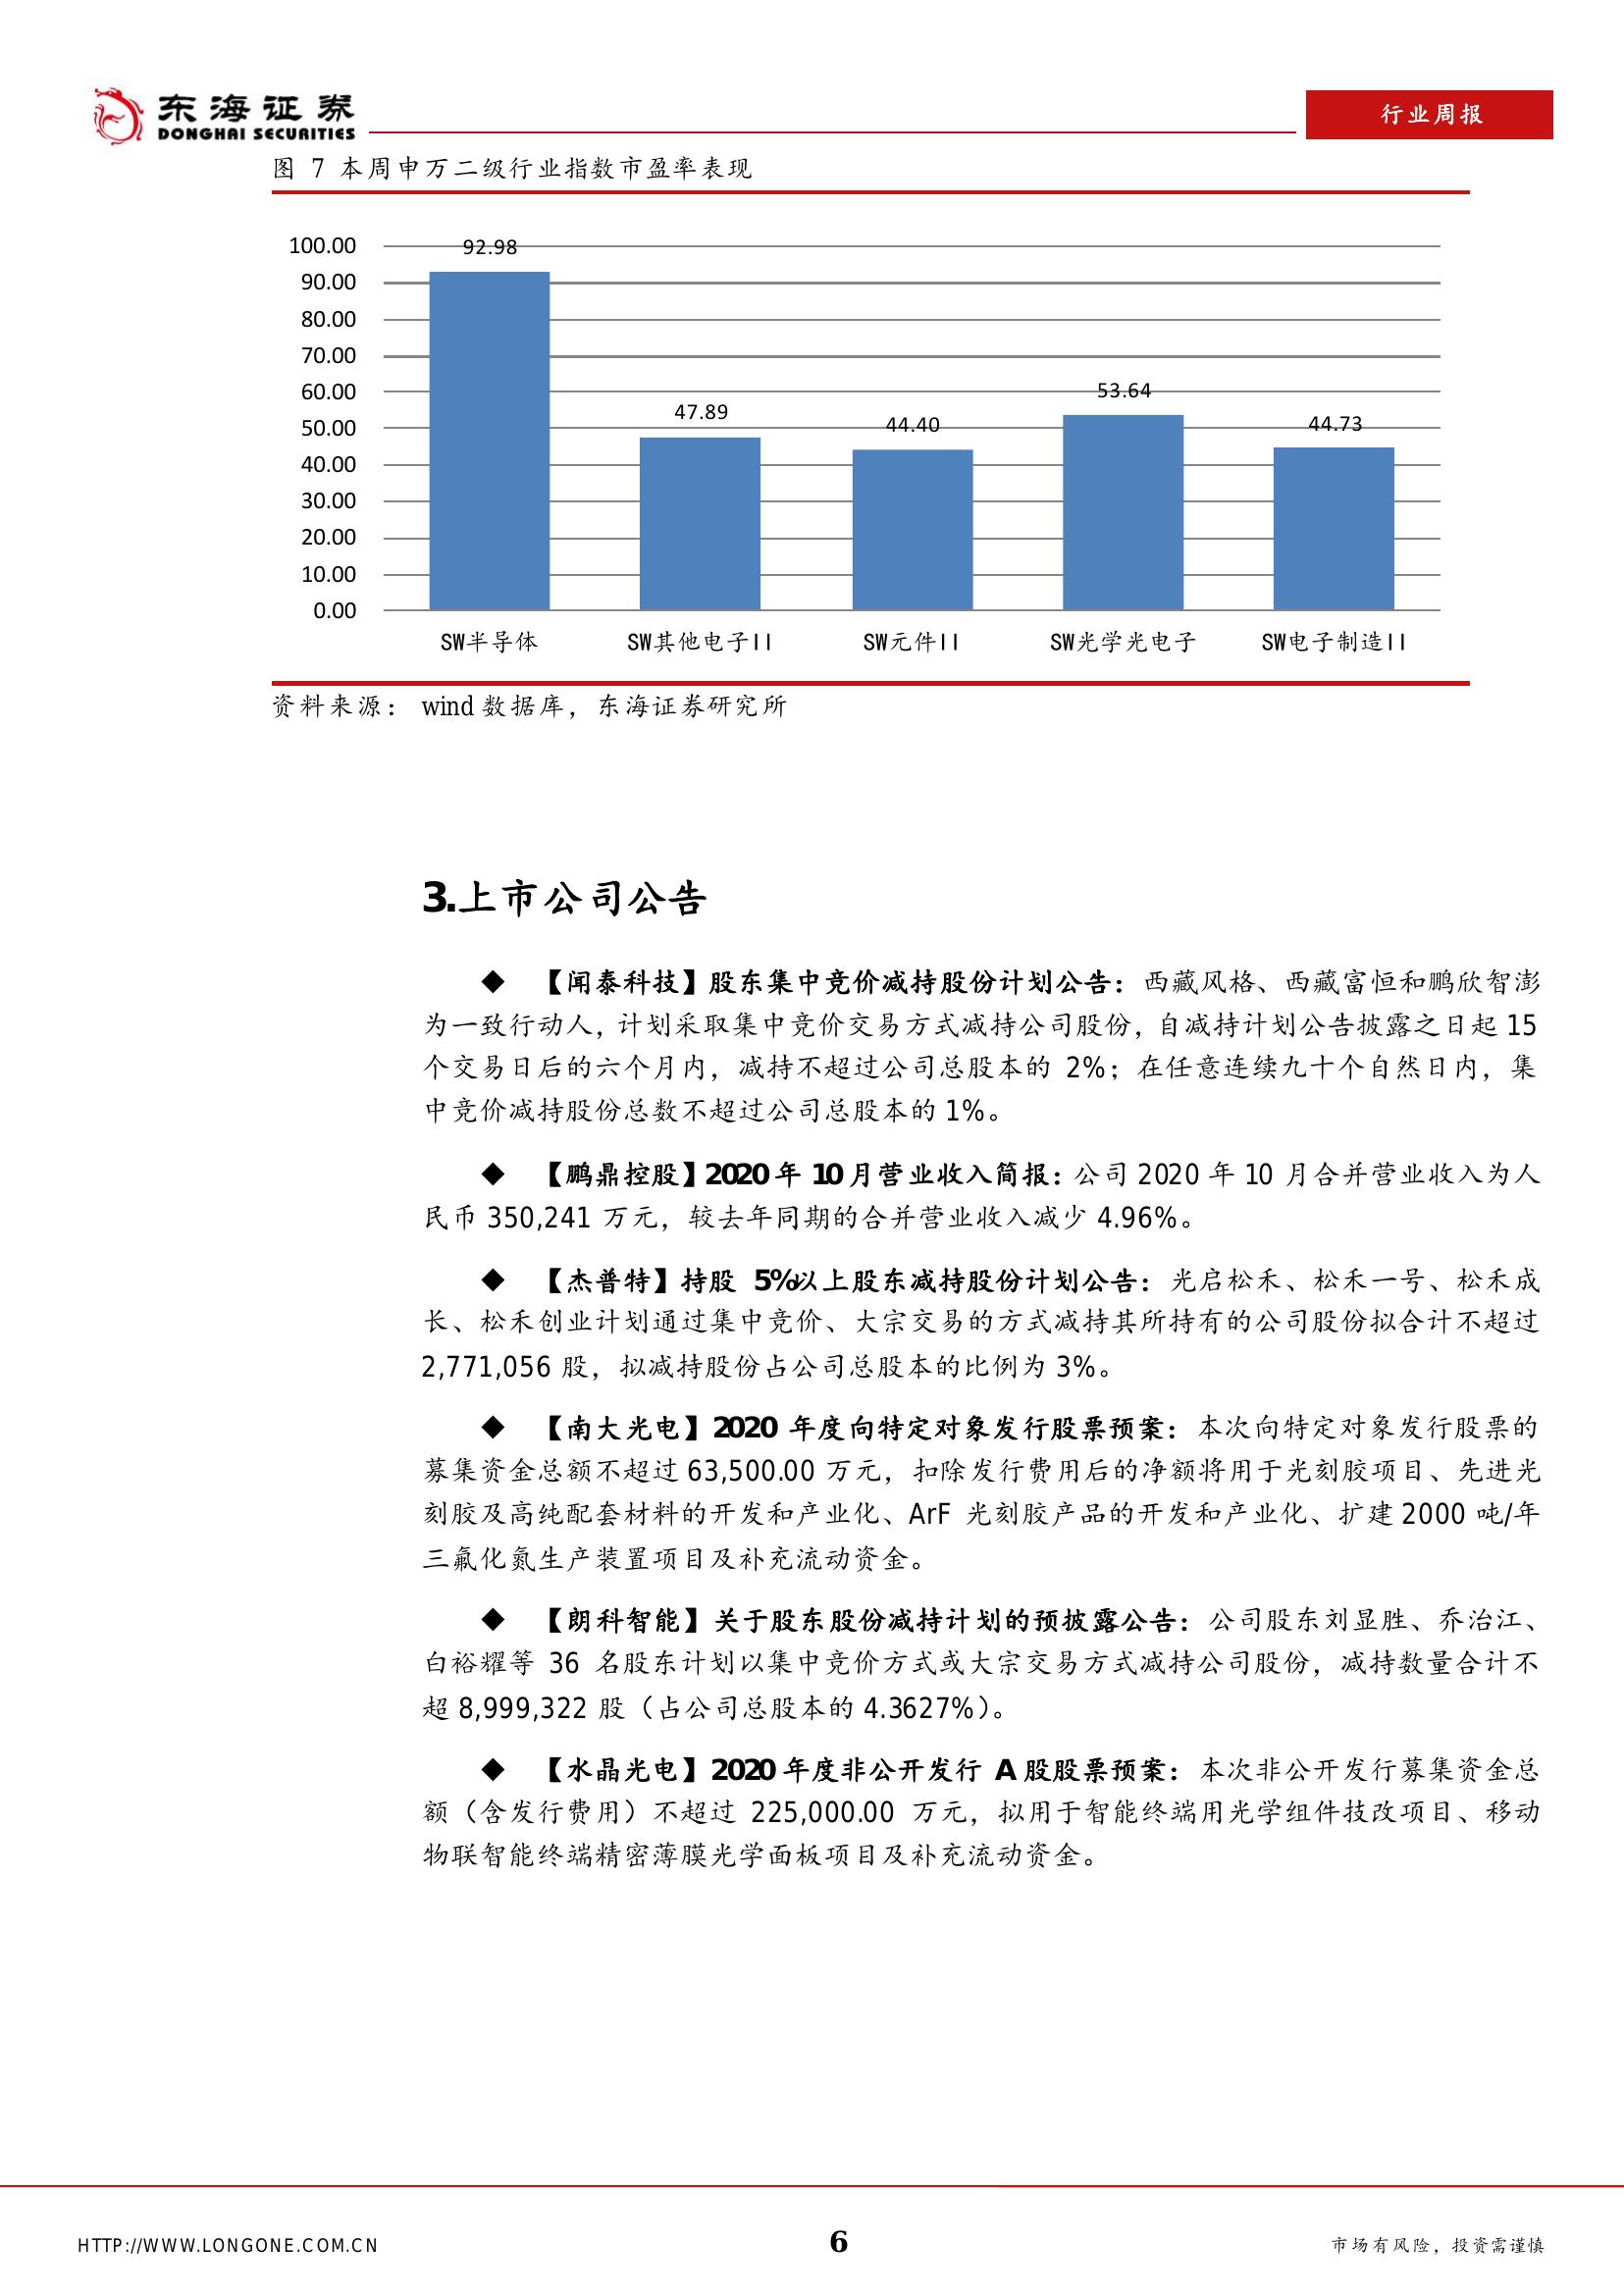 东海证券
DONGHAI SECURITIES
行业周报
图 7 本周申万二级行业指数市盈率表现
100.00
90.00
80.00
70.00
60.00
50.00
40.00
30.00
20.00
10.00
0.00
92.98
47.89
44.40
53.64
44.73
SW半导体
SW其他电子II
SW元件II
SW光学光电子
SW电子制造II
资料来源： wind 数据库，东海证券研究所
3.上市公司公告
◆ 【闻泰科技】股东集中竞价减持股份计划公告：西藏风格、西藏富恒和鹏欣智澎
为一致行动人，计划采取集中竞价交易方式减持公司股份，自减持计划公告披露之日起 15
个交易日后的六个月内，减持不超过公司总股本的 2%；在任意连续九十个自然日内，集
中竞价减持股份总数不超过公司总股本的 1%。
◆ 【鹏鼎控股】2020 年 10 月营业收入简报：公司 2020 年 10 月合并营业收入为人
民币 350,241 万元，较去年同期的合并营业收入减少 4.96%。
◆ 【杰普特】持股 5%以上股东减持股份计划公告：光启松禾、松禾一号、松禾成
长、松禾创业计划通过集中竞价、大宗交易的方式减持其所持有的公司股份拟合计不超过
2,771,056 股，拟减持股份占公司总股本的比例为 3%。
◆ 【南大光电】2020 年度向特定对象发行股票预案：本次向特定对象发行股票的
募集资金总额不超过 63,500.00 万元，扣除发行费用后的净额将用于光刻胶项目、先进光
刻胶及高纯配套材料的开发和产业化、ArF 光刻胶产品的开发和产业化、扩建 2000 吨/年
三氟化氮生产装置项目及补充流动资金。
◆ 【朗科智能】关于股东股份减持计划的预披露公告：公司股东刘显胜、乔治江、
白裕耀等 36 名股东计划以集中竞价方式或大宗交易方式减持公司股份，减持数量合计不
超 8,999,322 股（占公司总股本的 4.3627%）。
◆ 【水晶光电】2020 年度非公开发行 A 股股票预案：本次非公开发行募集资金总
额（含发行费用）不超过 225,000.00 万元，拟用于智能终端用光学组件技改项目、移动
物联智能终端精密薄膜光学面板项目及补充流动资金。
HTTP://WWW.LONGONE.COM.CN
6
市场有风险，投资需谨慎